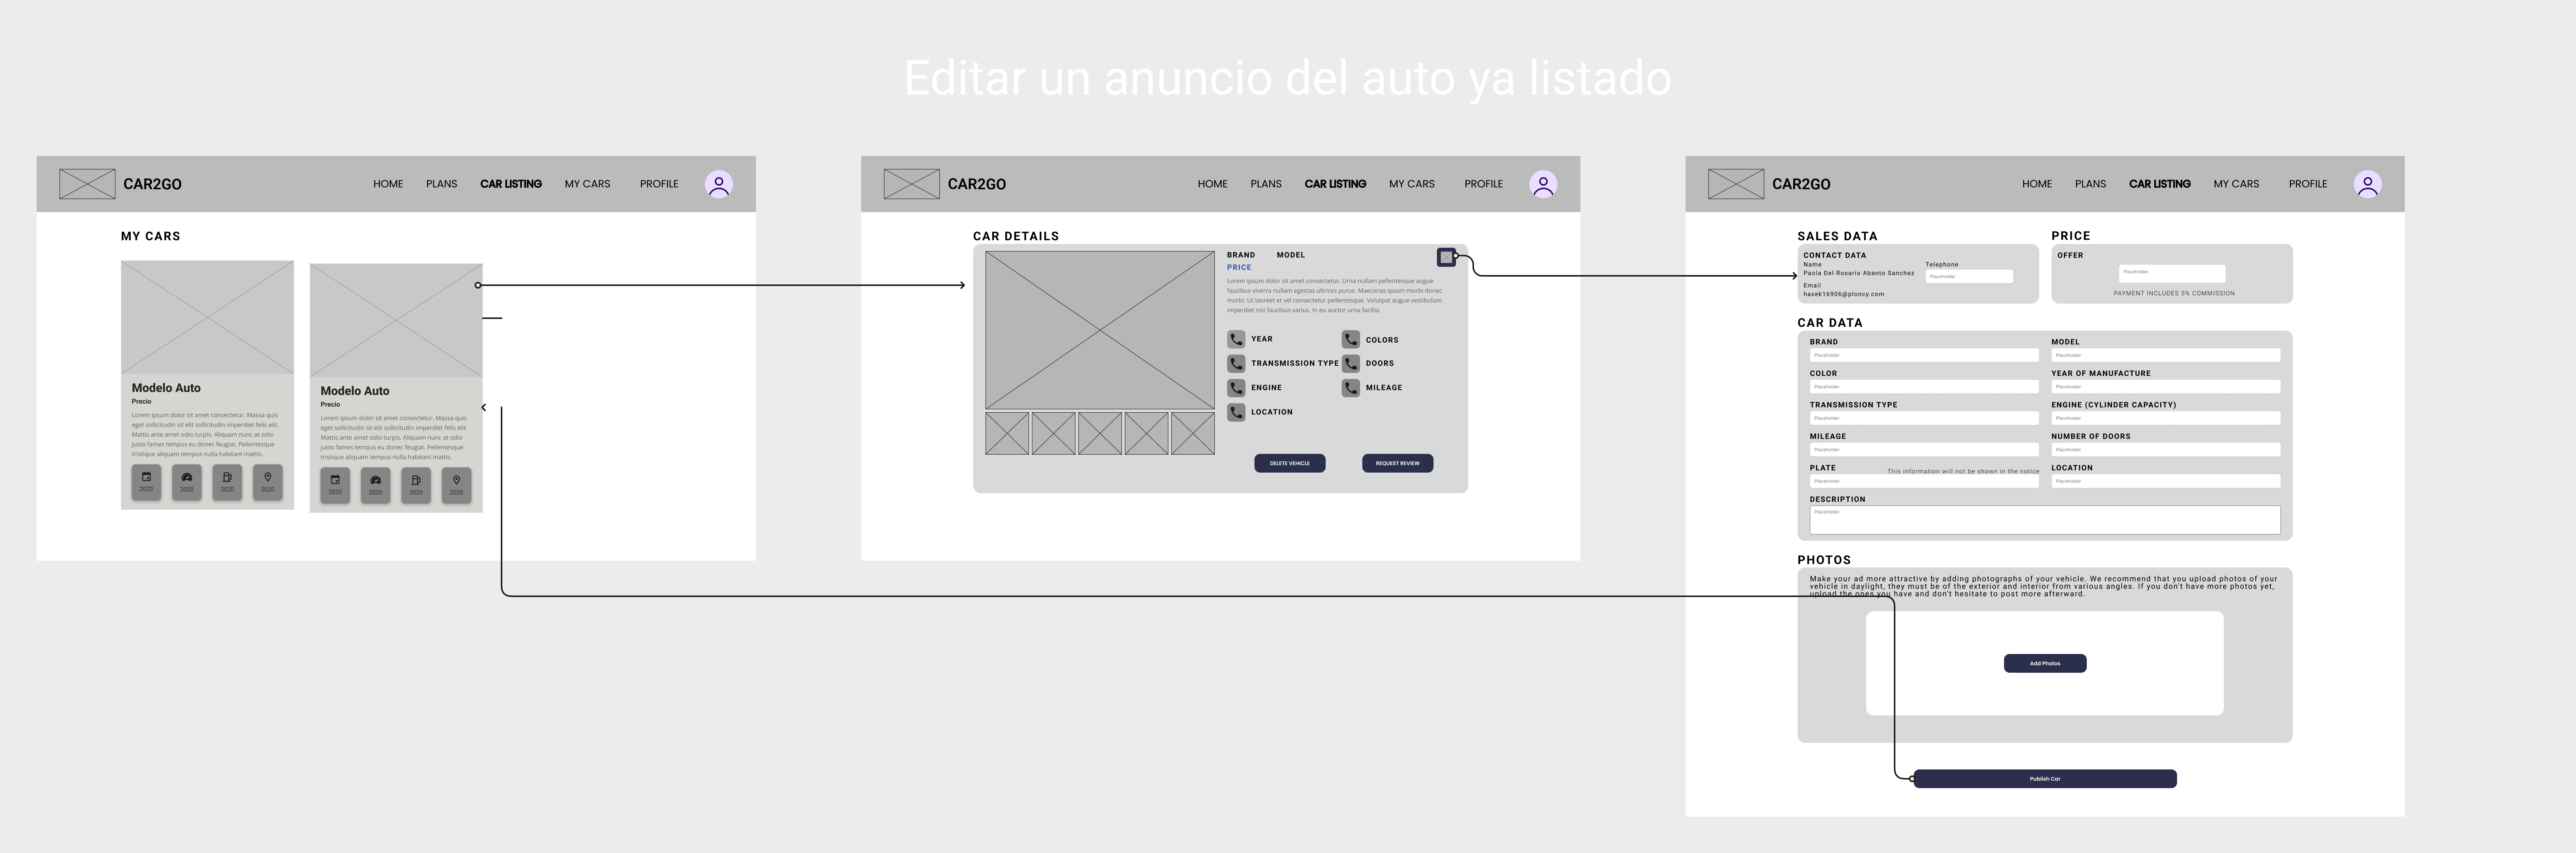 Editar un anuncio del auto ya listado
CAR2GO
HOME
PLANS
CAR LISTING
MY CARS
PROFILE
MY CARS
Modelo Auto
Precio
Lorem ipsum dolor sit amet consectetur. Massa quis
eget sollicitudin sit elit sollicitudin imperdiet felis elit.
Mattis ante amet odio turpis. Aliquam nunc at odio
justo fames tempus eu donec feugiat. Pellentesque
tristique aliquam tempus nulla habitant mattis.
2020
2020
2020
2020
Modelo Auto
Precio
Lorem ipsum dolor sit amet consectetur. Massa quis
eget sollicitudin sit elit sollicitudin imperdiet felis elit.
Mattis ante amet odio turpis. Aliquam nunc at odio
justo fames tempus eu donec feugiat. Pellentesque
tristique aliquam tempus nulla habitant mattis.
2020
2020
2020
2020
CAR2GO
HOME
PLANS
CAR LISTING
MY CARS
PROFILE
CAR DETAILS
BRAND
MODEL
PRICE
Lorem ipsum dolor sit amet consectetur. Urna nullam pellentesque augue
faucibus viverra nullam egestas ultrices purus. Maecenas ipsum morbi donec
morbi. Ut laoreet et vel consectetur pellentesque. Volutpat augue vestibulum
imperdiet nisi faucibus varius. In eu auctor urna facilisi.
YEAR
COLORS
TRANSMISSION TYPE
DOORS
ENGINE
MILEAGE
LOCATION
DELETE VEHICLE
REQUEST REVIEW
CAR2GO
HOME
PLANS
CAR LISTING
MY CARS
PROFILE
SALES DATA
CONTACT DATA
Name
Paola Del Rosario Abanto Sanchez
Email
haxek16906@ploncy.com
Telephone
Placeholder
PRICE
OFFER
Placeholder
PAYMENT INCLUDES 5% COMMISSION
CAR DATA
BRAND
Placeholder
MODEL
Placeholder
COLOR
Placeholder
YEAR OF MANUFACTURE
Placeholder
TRANSMISSION TYPE
Placeholder
ENGINE (CYLINDER CAPACITY)
Placeholder
MILEAGE
Placeholder
NUMBER OF DOORS
Placeholder
PLATE
This information will not be shown in the notice
Placeholder
LOCATION
Placeholder
DESCRIPTION
Placeholder
PHOTOS
Make your ad more attractive by adding photographs of your vehicle. We recommend that you upload photos of your
vehicle in daylight, they must be of the exterior and interior from various angles. If you don't have more photos yet,
upload the ones you have and don't hesitate to post more afterward.
Add Photos
Publish Car